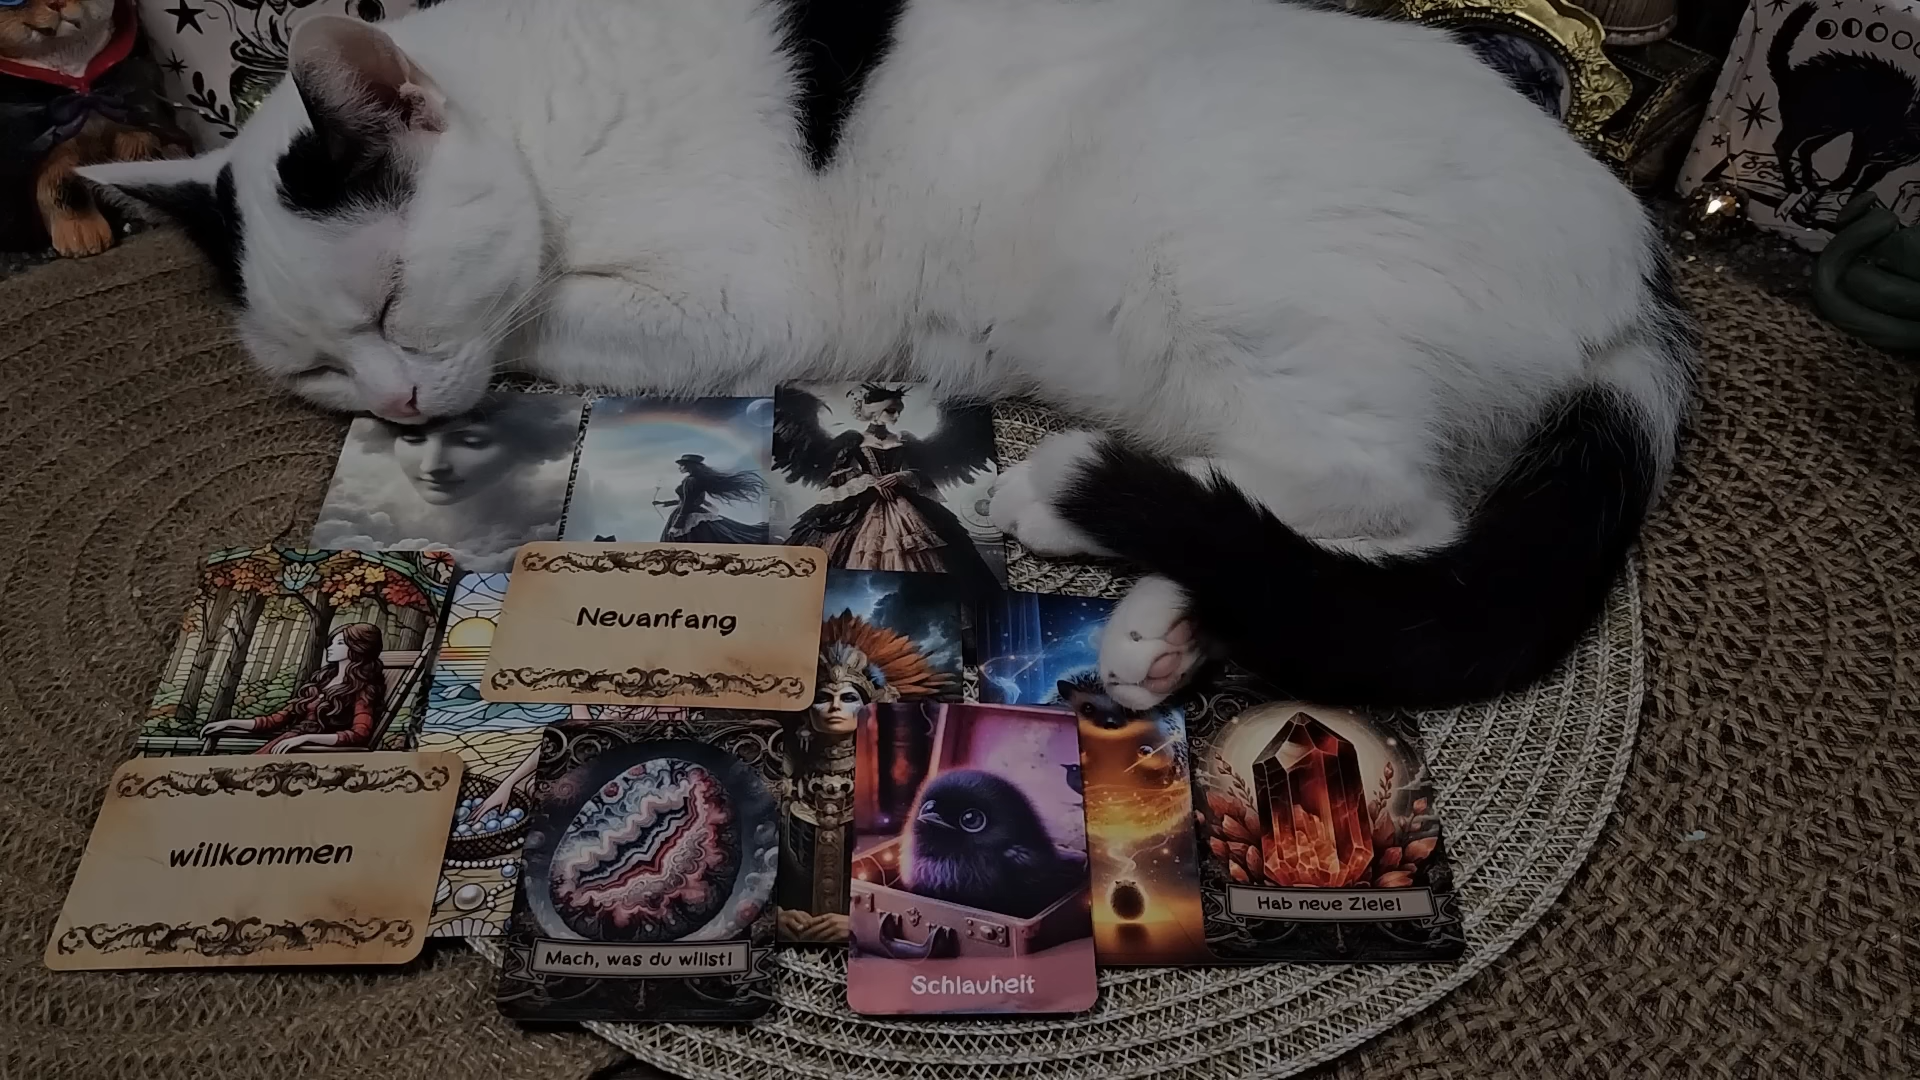 Neuanfang
willkommen
Mach, was du willst!
Schlauheit
Hab neue Ziele!